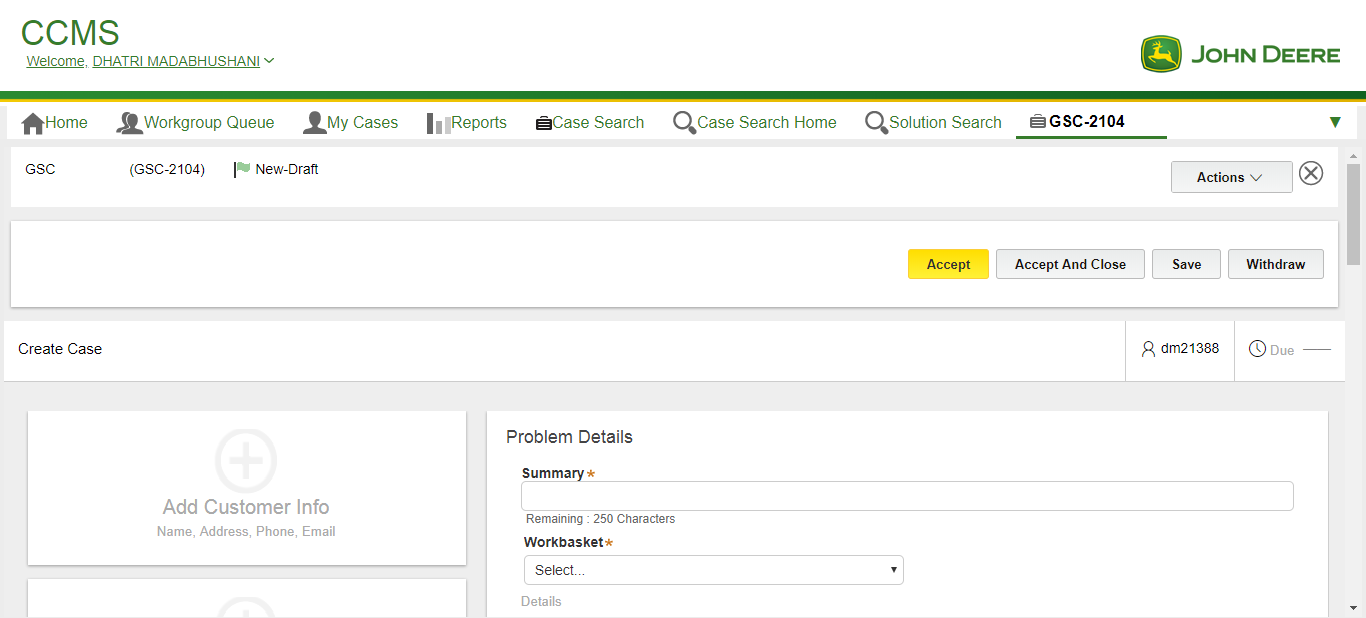 CCMS
Welcome, DHATRI MADABHUSHANI
JOHN DEERE
Home Workgroup Queue My Cases Reports Case Search Case Search Home Solution Search GSC-2104
GSC (GSC-2104) New-Draft Actions
Accept Accept And Close Save Withdraw
Create Case dm21388 Due
Add Customer Info
Name, Address, Phone, Email
Problem Details
Summary*
Remaining : 250 Characters
Workbasket*
Select...
Details